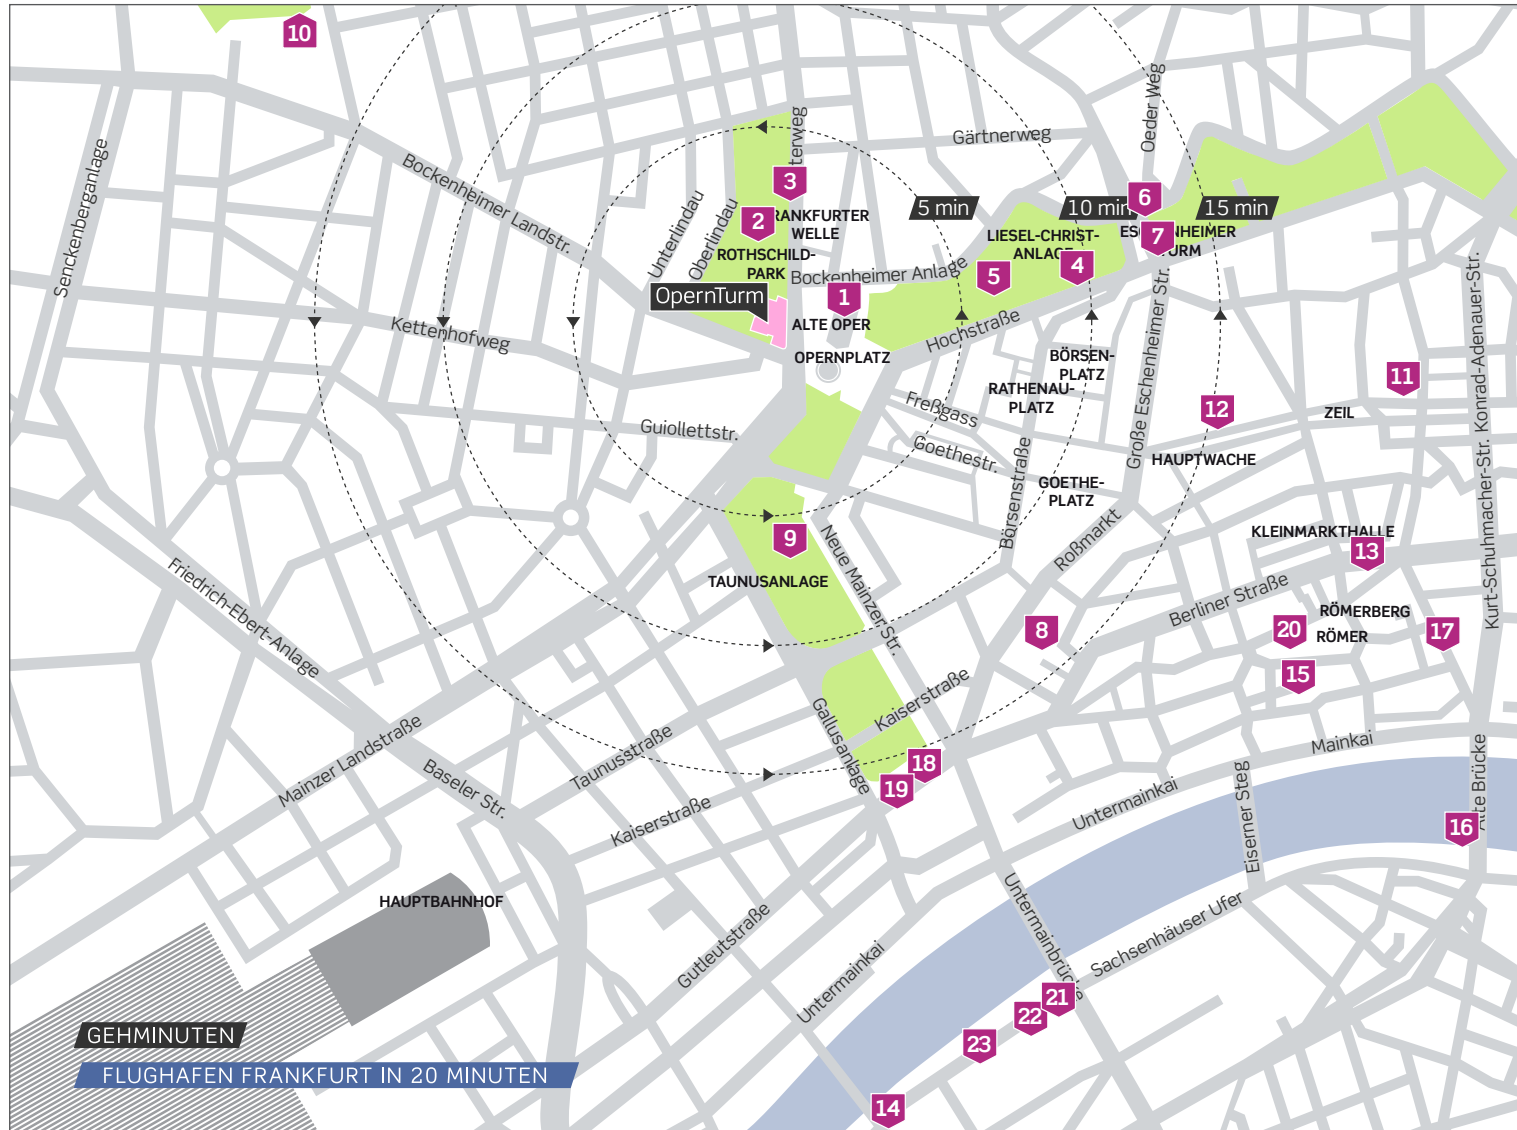 10
Oeder Weg
Gärtnerweg
terweg
Senckenberganlage
Bockenheimer Landstr.
3
5 min
10 min
6
15 min
Unterlindau
Oberlindau
2
RANKFURTER
WELLE
LIESEL-CHRIST-
ANLAGE
7
ROTHSCHILD-
PARK
Bockenheimer Anlage
5
4
OpernTurm
1
Kettenhofweg
ALTE OPER
Hochstraße
OPERNPLATZ
BÖRSEN-
PLATZ
RATHENAU-
PLATZ
Große Eschenheimer Str.
Konrad-Adenauer-Str.
11
Freßgass
12
ZEIL
Guiollettstr.
Goethestr.
HAUPTWACHE
Börsenstraße
GOETHE-
PLATZ
Roßmarkt
9
Neue Mainzer Str.
KLEINMARKTHALLE
13
Kurt-Schuhmacher-Str.
TAUNUSANLAGE
Friedrich-Ebert-Anlage
Berliner Straße
RÖMERBERG
8
20
RÖMER
17
15
Mainzer Landstraße
Taunusstraße
Gallusanlage
Kaiserstraße
Mainkai
18
19
Baseler Str.
Kaiserstraße
Untermainkai
Eiserner Steg
Alte Brücke
16
HAUPTBAHNHOF
Gutleutstraße
Untermainkai
Untermainbrücke
Sachsenhäuser Ufer
21
22
23
14
GEHMINUTEN
FLUGHAFEN FRANKFURT IN 20 MINUTEN